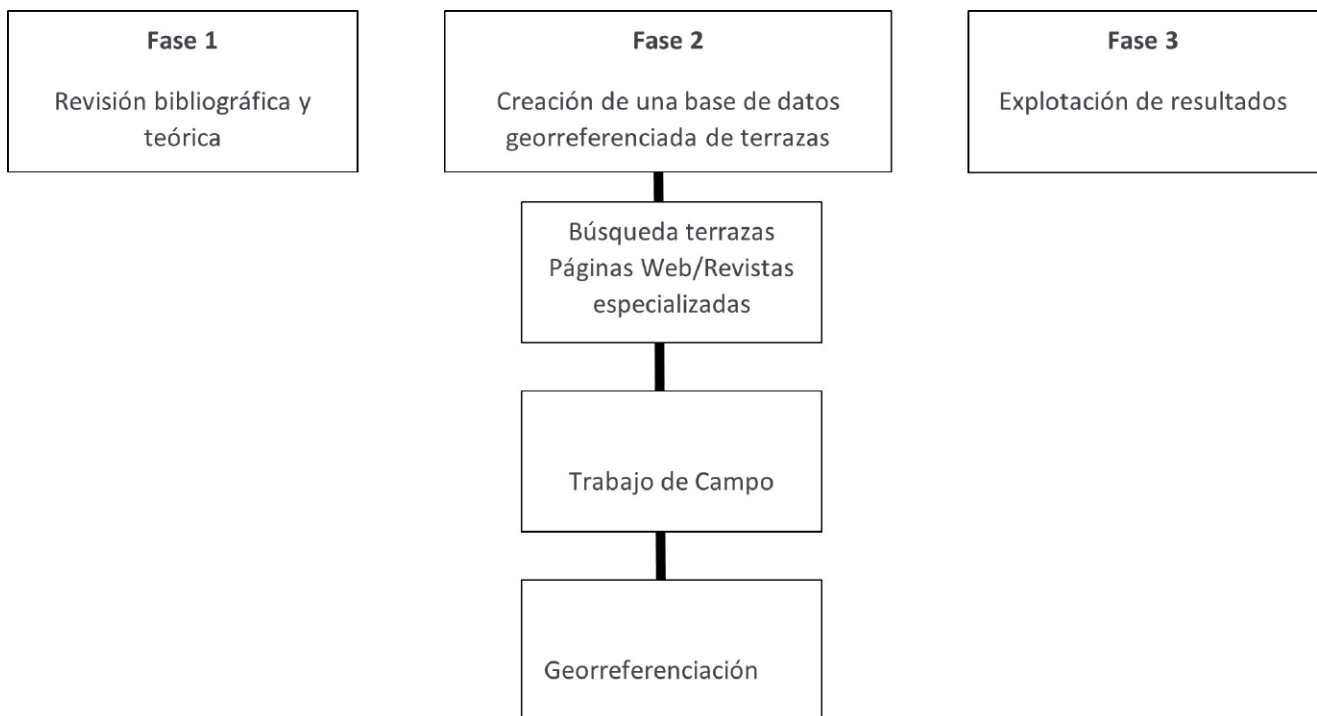 Fase 1
Revisión bibliográfica y
teórica
Fase 2
Creación de una base de datos
georreferenciada de terrazas
Fase 3
Explotación de resultados
Búsqueda terrazas
Páginas Web/Revistas
especializadas
Trabajo de Campo
Georreferenciación